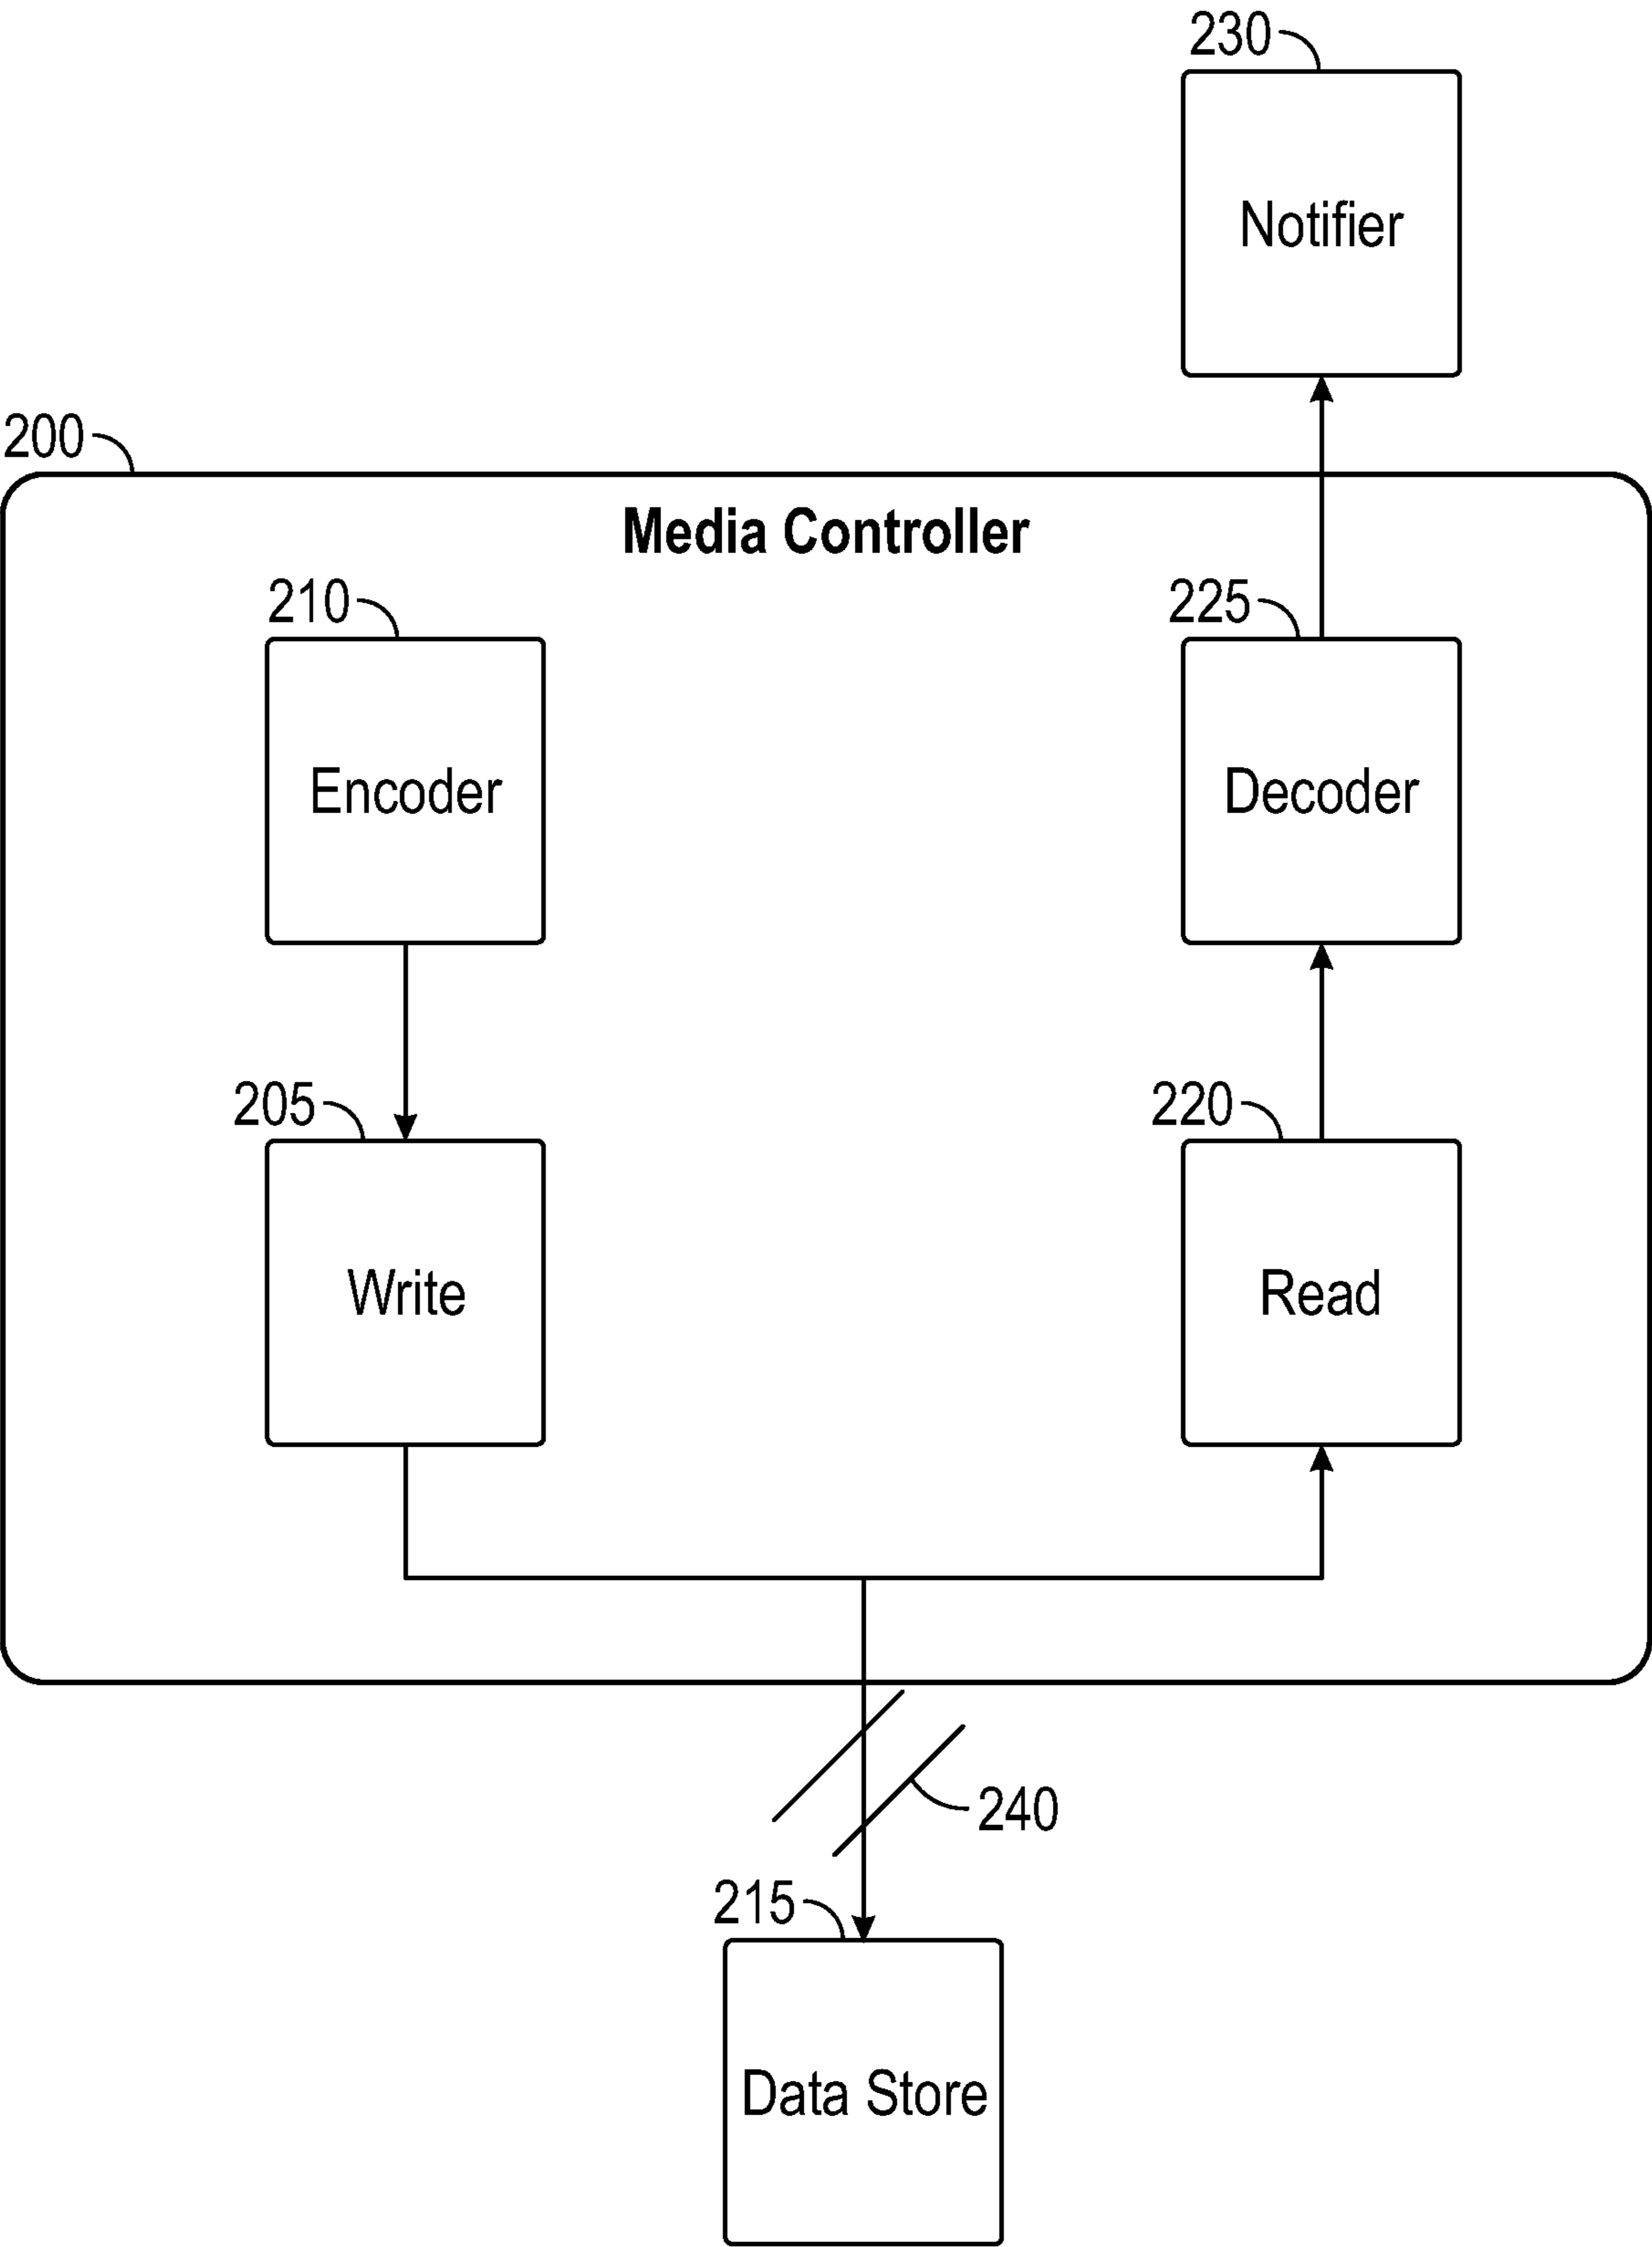 230
Notifier
200
Media Controller
210
225
Encoder
Decoder
205
220
Write
Read
240
215
Data Store